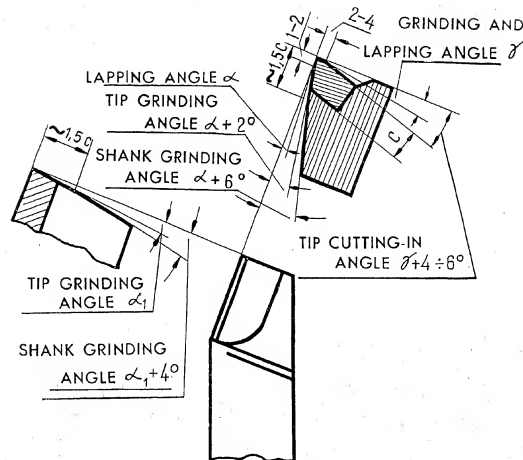 2-4
1-2
GRINDING AND
LAPPING ANGLE γ
~1,5c
LAPPING ANGLE α
TIP GRINDING
ANGLE α+2°
SHANK GRINDING
ANGLE α+6°
c
~1,5c
TIP CUTTING-IN
ANGLE γ+4÷6°
TIP GRINDING
ANGLE α₁
SHANK GRINDING
ANGLE α₁+4°